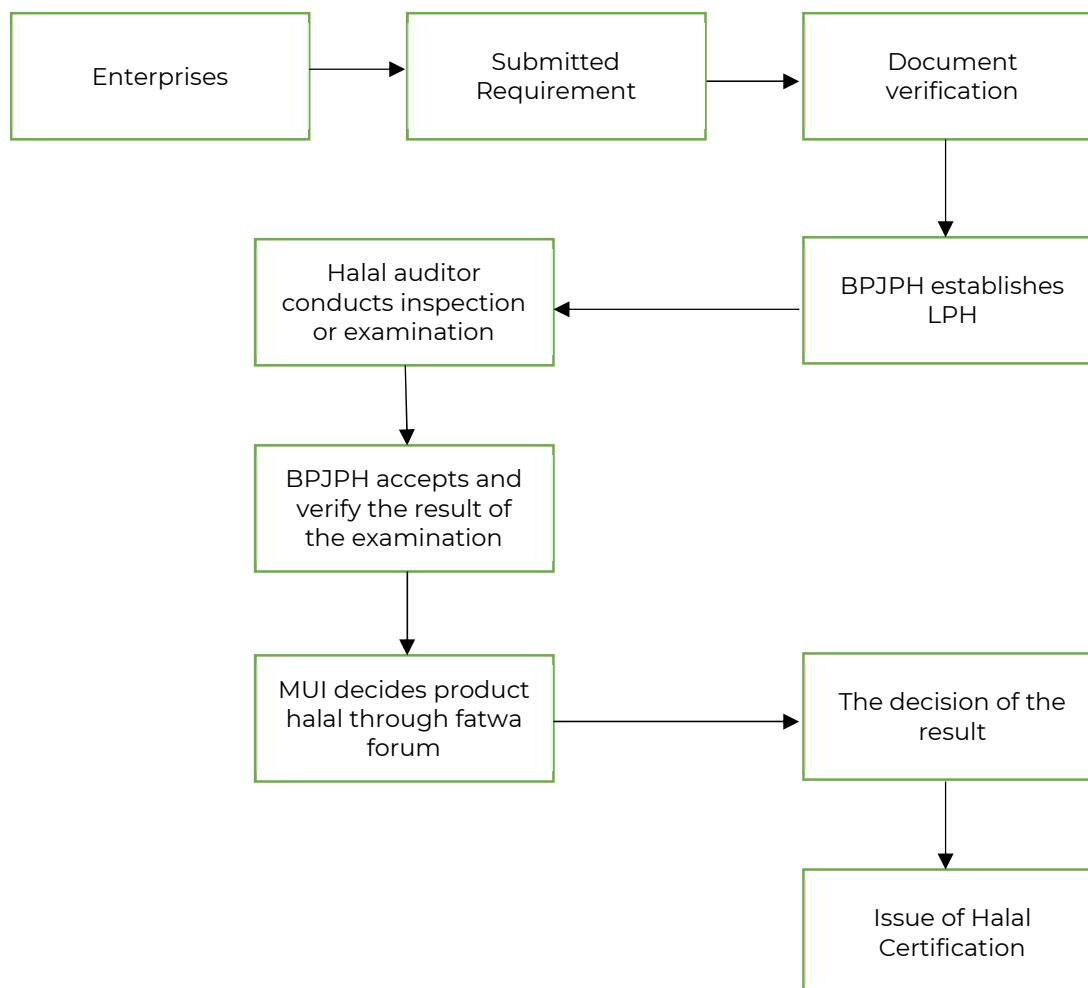 Enterprises
Submitted
Requirement
Document
verification
BPJPH establishes
LPH
Halal auditor
conducts inspection
or examination
BPJPH accepts and
verify the result of
the examination
MUI decides product
halal through fatwa
forum
The decision of the
result
Issue of Halal
Certification